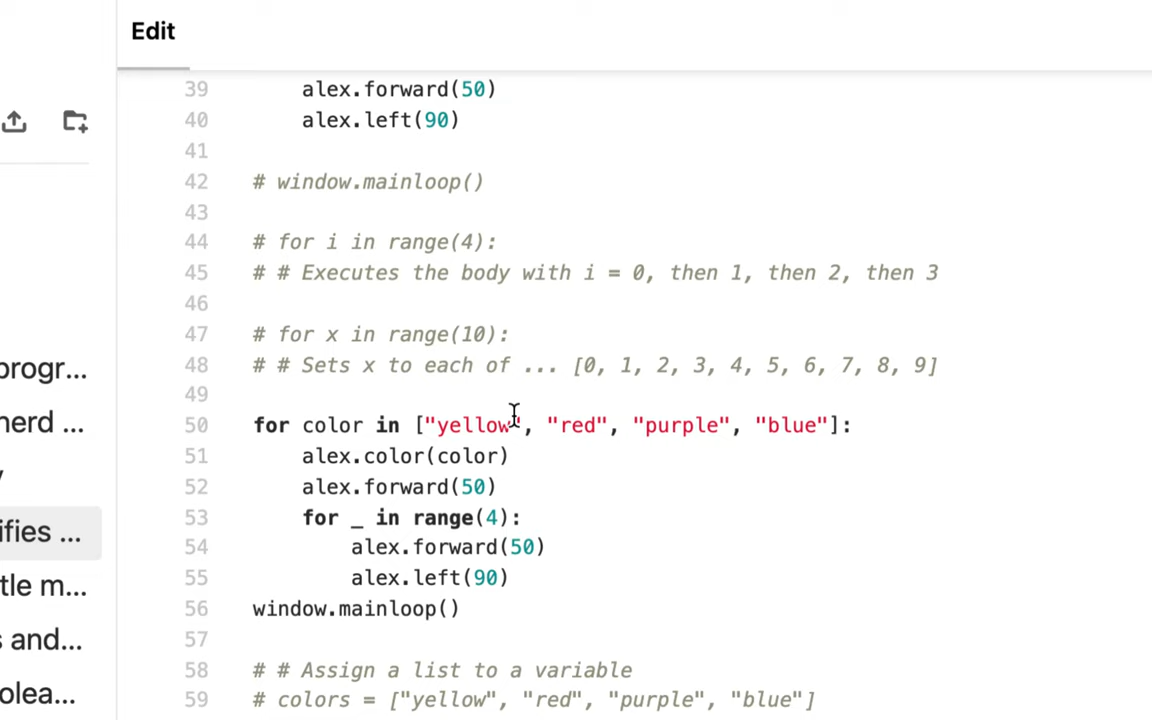 Edit
39 alex.forward(50)
40 alex.left(90)
41
42 # window.mainloop()
43
44 # for i in range(4):
45 # # Executes the body with i = 0, then 1, then 2, then 3
46
47 # for x in range(10):
48 # # Sets x to each of ... [0, 1, 2, 3, 4, 5, 6, 7, 8, 9]
49
50 for color in ["yellow", "red", "purple", "blue"]:
51 alex.color(color)
52 alex.forward(50)
53 for _ in range(4):
54 alex.forward(50)
55 alex.left(90)
56 window.mainloop()
57
58 # # Assign a list to a variable
59 # colors = ["yellow", "red", "purple", "blue"]
progr...
nerd ...
ifies ...
tle m...
s and...
olea...